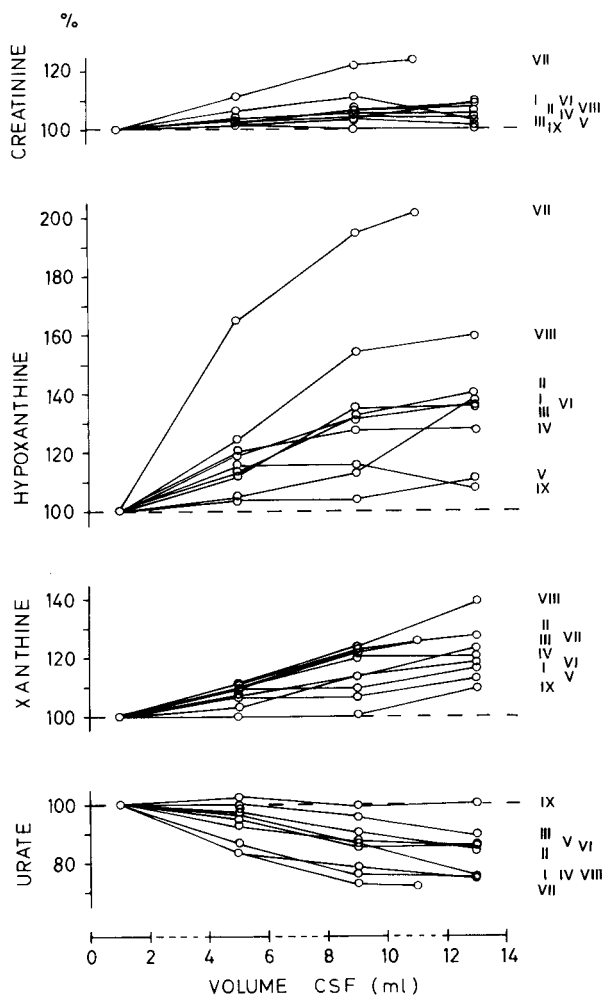 %
CREATININE
120
100
VII
I VI
II VIII
IV
III V
IX
HYPOXANTHINE
200
180
160
140
120
100
VII
VIII
II
I
VI
III
IV
V
IX
XANTHINE
140
120
100
VIII
II
III VII
IV
I VI
V
IX
URATE
100
80
IX
III
V VI
II
I IV VIII
VII
0 2 4 6 8 10 12 14
VOLUME CSF (ml)